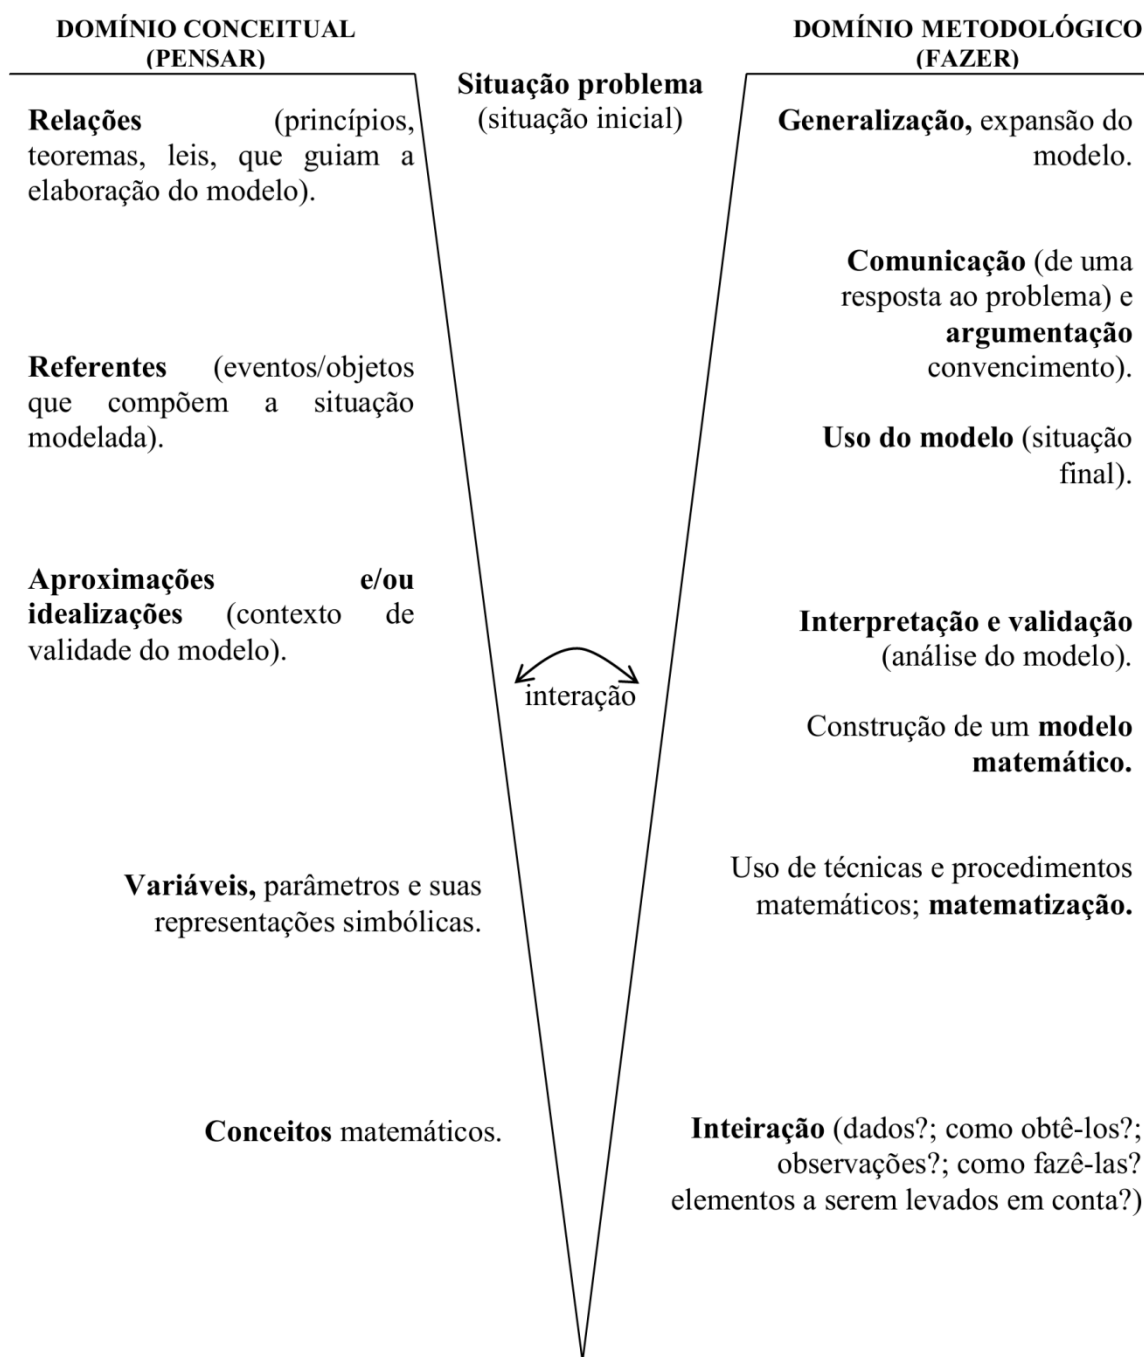 DOMÍNIO CONCEITUAL
(PENSAR)
Relações (princípios,
teoremas, leis, que guiam a
elaboração do modelo).
Referentes (eventos/objetos
que compõem a situação
modelada).
Aproximações e/ou
idealizações (contexto de
validade do modelo).
Variáveis, parâmetros e suas
representações simbólicas.
Conceitos matemáticos.
Situação problema
(situação inicial)
interação
DOMÍNIO METODOLÓGICO
(FAZER)
Generalização, expansão do
modelo.
Comunicação (de uma
resposta ao problema) e
argumentação
convencimento).
Uso do modelo (situação
final).
Interpretação e validação
(análise do modelo).
Construção de um modelo
matemático.
Uso de técnicas e procedimentos
matemáticos; matematização.
Inteiração (dados?; como obtê-los?;
observações?; como fazê-las?
elementos a serem levados em conta?)